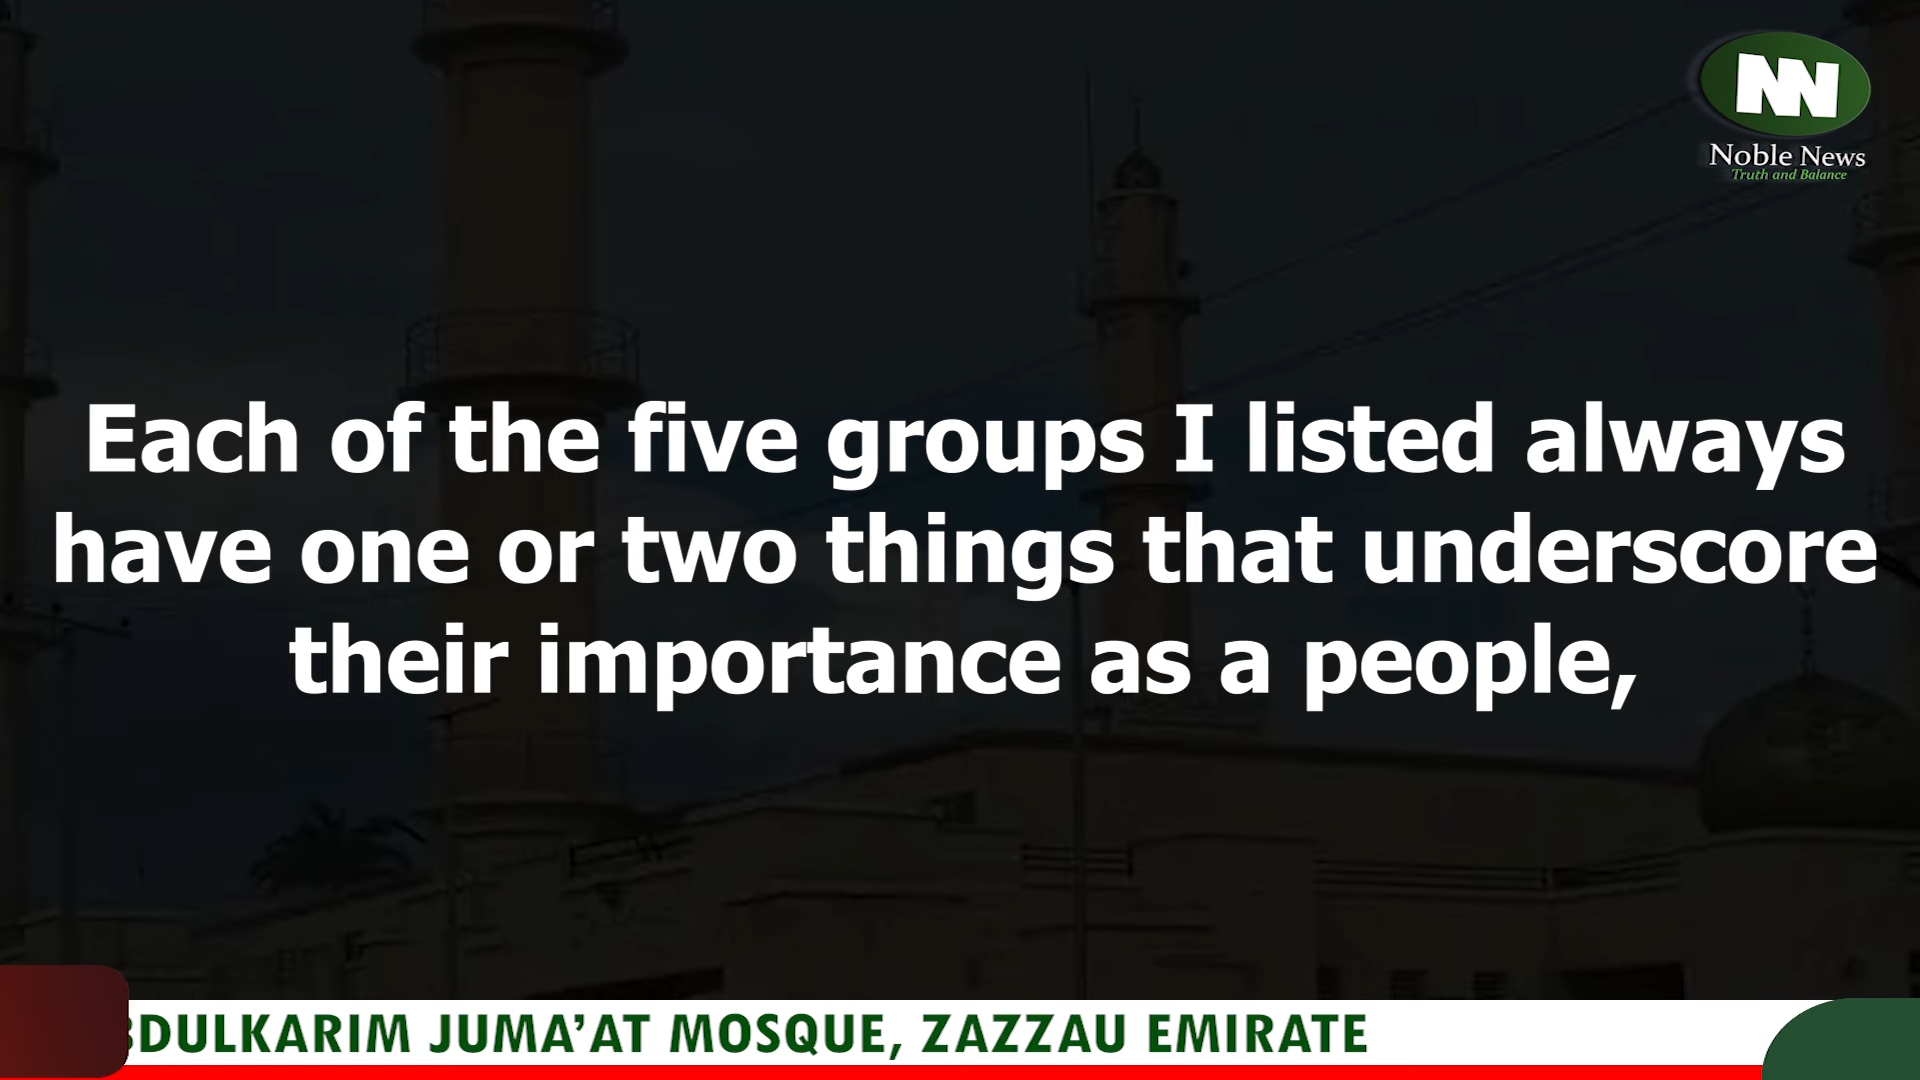 NN
Noble News
Truth and Balance
Each of the five groups I listed always
have one or two things that underscore
their importance as a people,
BDULKARIM JUMA’AT MOSQUE, ZAZZAU EMIRATE